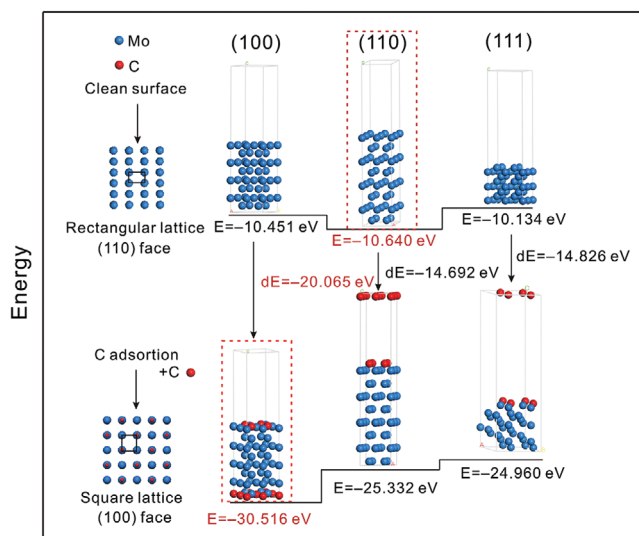 Energy
Mo
C
Clean surface
Rectangular lattice
(110) face
C adsortion
+C
Square lattice
(100) face
(100)
(110)
(111)
E=−10.451 eV
E=−10.640 eV
E=−10.134 eV
dE=−20.065 eV
dE=−14.692 eV
dE=−14.826 eV
E=−30.516 eV
E=−25.332 eV
E=−24.960 eV